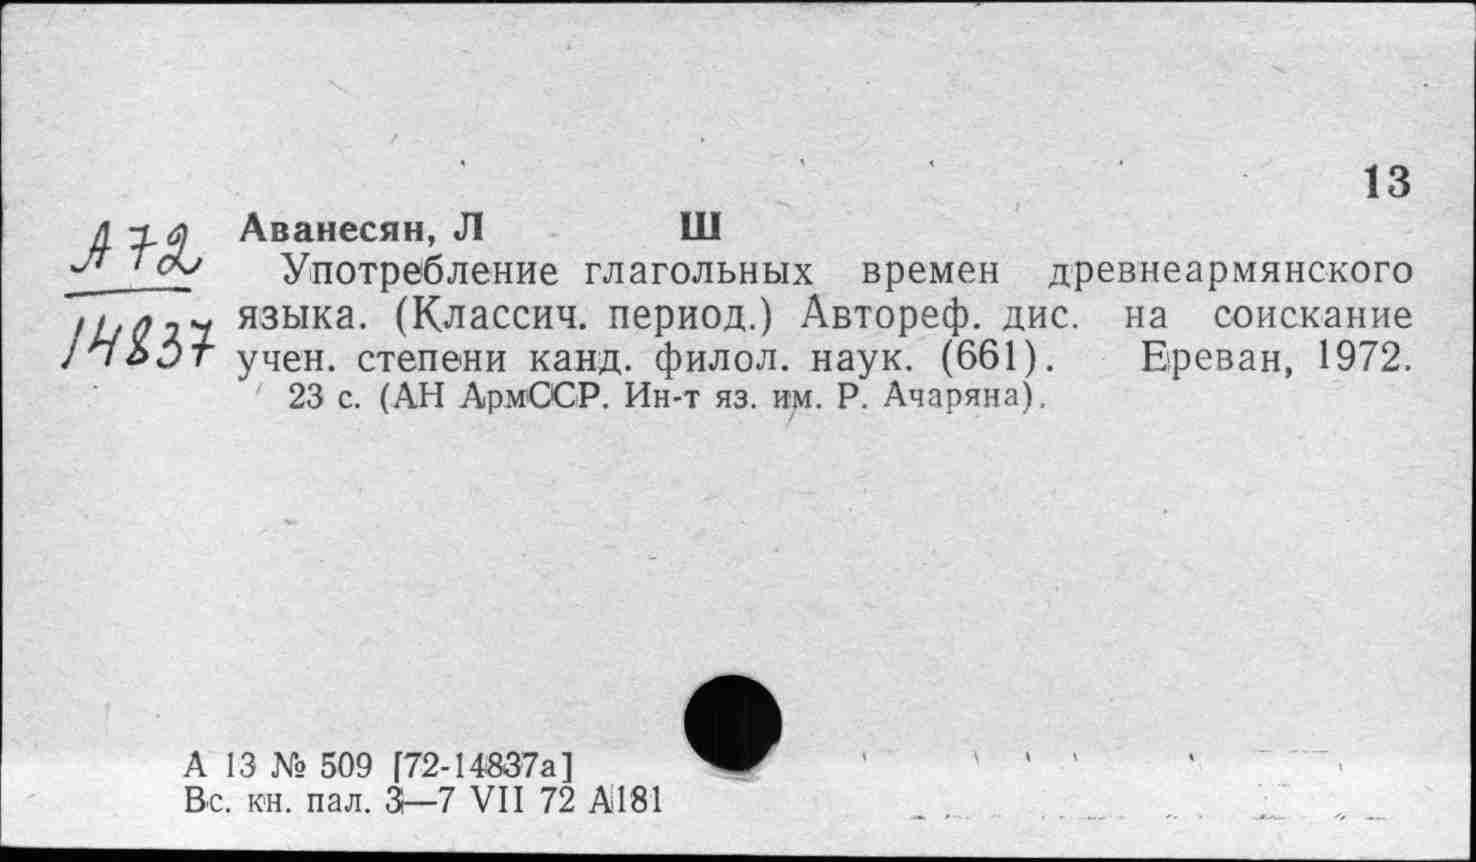 13
А72
14837
Аванесян, Л Ш
Употребление глагольных времен древнеармянского
языка. (Классич. период.) Автореф. дис. на соискание
учен. степени канд. филол. наук. (661). Ереван, 1972.
23 с. (АН АрмССР. Ин-т яз. им. Р. Ачаряна).
А 13 № 509 [72-14837а]
Вс. кн. пал. 3—7 VII 72 А181